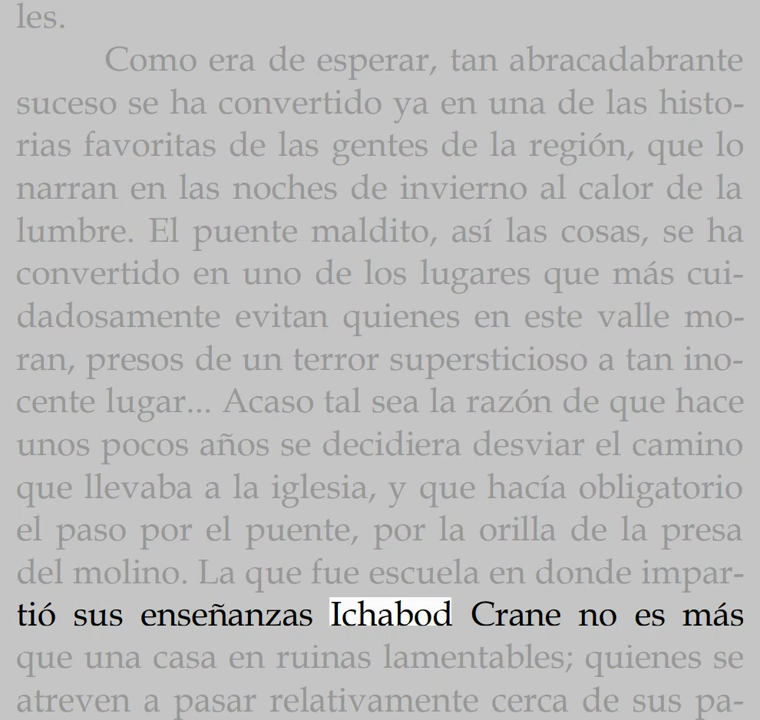 les.
Como era de esperar, tan abracadabrante
suceso se ha convertido ya en una de las histo-
rias favoritas de las gentes de la región, que lo
narran en las noches de invierno al calor de la
lumbre. El puente maldito, así las cosas, se ha
convertido en uno de los lugares que más cui-
dadosamente evitan quienes en este valle mo-
ran, presos de un terror supersticioso a tan ino-
cente lugar... Acaso tal sea la razón de que hace
unos pocos años se decidiera desviar el camino
que llevaba a la iglesia, y que hacía obligatorio
el paso por el puente, por la orilla de la presa
del molino. La que fue escuela en donde impar-
tió sus enseñanzas Ichabod Crane no es más
que una casa en ruinas lamentables; quienes se
atreven a pasar relativamente cerca de sus pa-